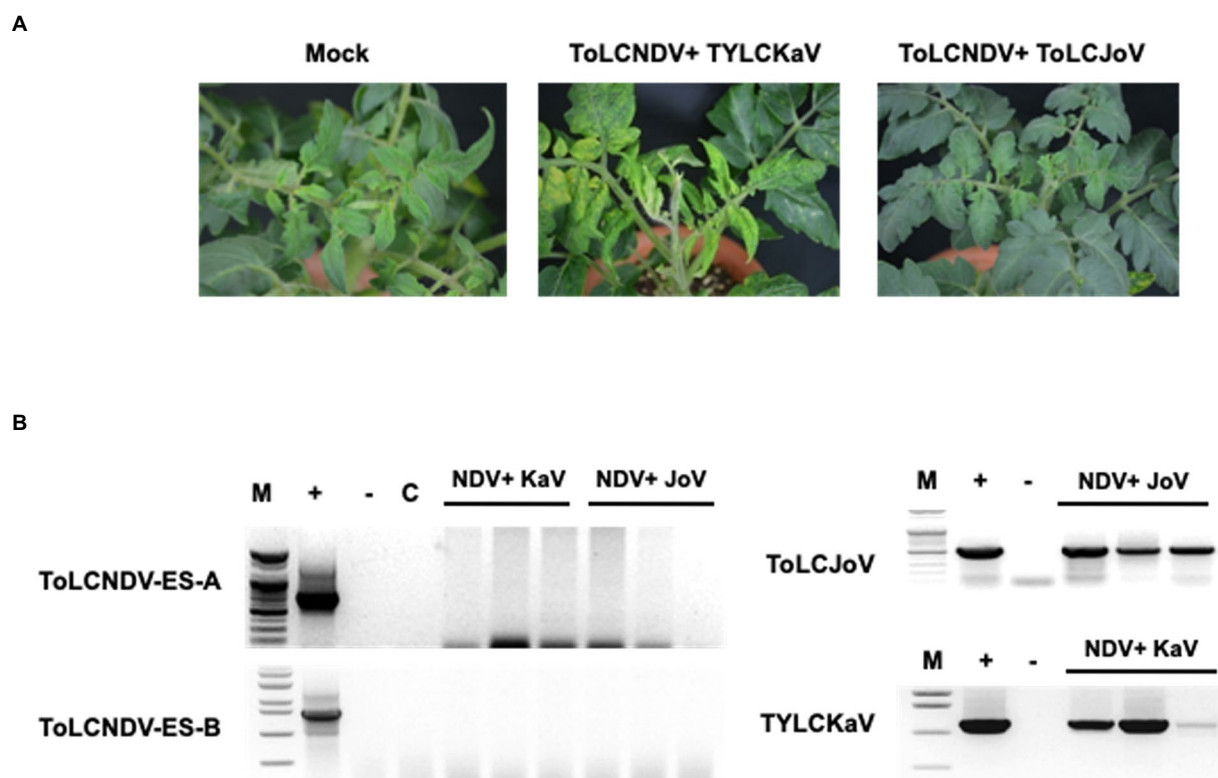 A
Mock
ToLCNDV+ TYLCKaV
ToLCNDV+ ToLCJoV
B
M + - C NDV+ KaV NDV+ JoV
ToLCNDV-ES-A
ToLCNDV-ES-B
M + - NDV+ JoV
ToLCJoV
M + - NDV+ KaV
TYLCKaV